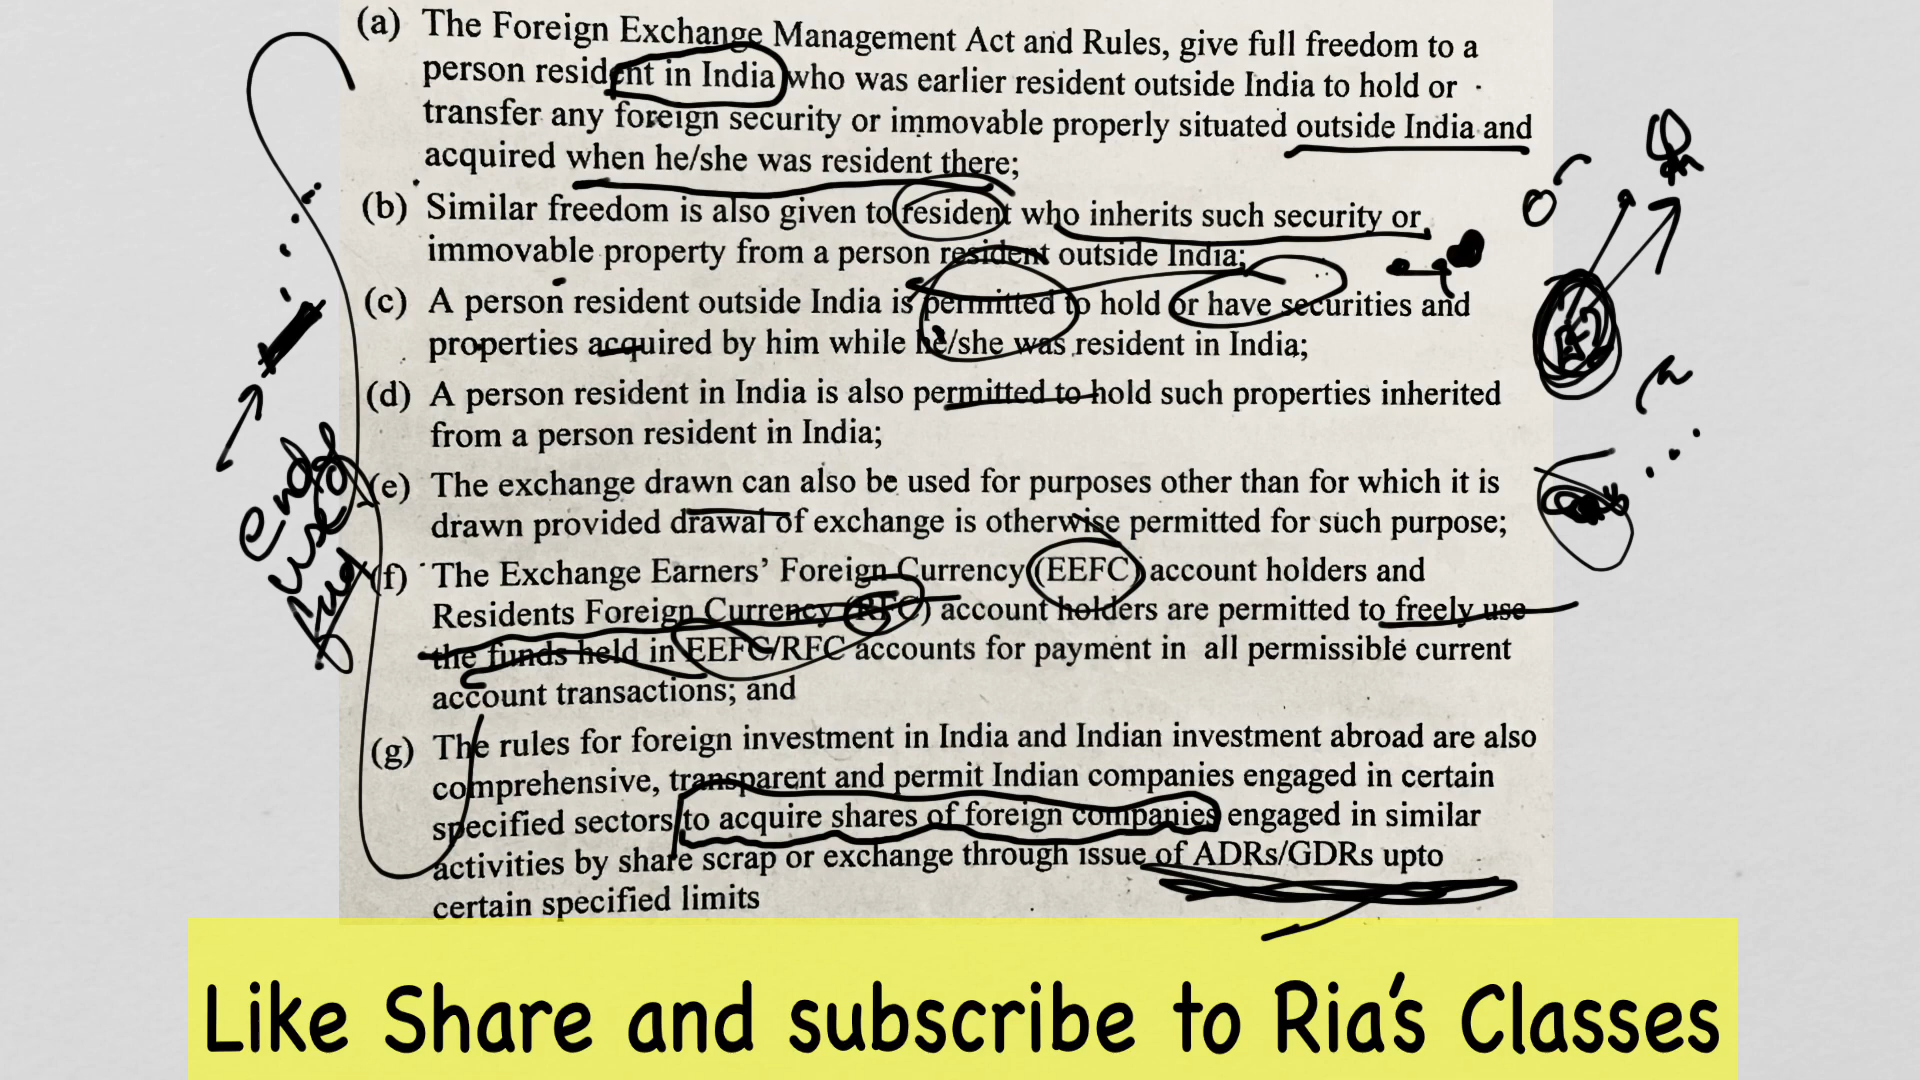 (a) The Foreign Exchange Management Act and Rules, give full freedom to a
person resident in India who was earlier resident outside India to hold or
transfer any foreign security or immovable properly situated outside India and
acquired when he/she was resident there;
(b) Similar freedom is also given to resident who inherits such security or
immovable property from a person resident outside India;
(c) A person resident outside India is permitted to hold or have securities and
properties acquired by him while he/she was resident in India;
(d) A person resident in India is also permitted to hold such properties inherited
from a person resident in India;
(e) The exchange drawn can also be used for purposes other than for which it is
drawn provided drawal of exchange is otherwise permitted for such purpose;
(f) The Exchange Earners' Foreign Currency (EEFC) account holders and
Residents Foreign Currency (RFC) account holders are permitted to freely use
the funds held in EEFC/RFC accounts for payment in all permissible current
account transactions; and
(g) The rules for foreign investment in India and Indian investment abroad are also
comprehensive, transparent and permit Indian companies engaged in certain
specified sectors to acquire shares of foreign companies engaged in similar
activities by share scrap or exchange through issue of ADRs/GDRs upto
certain specified limits
End
use
Like Share and subscribe to Ria's Classes